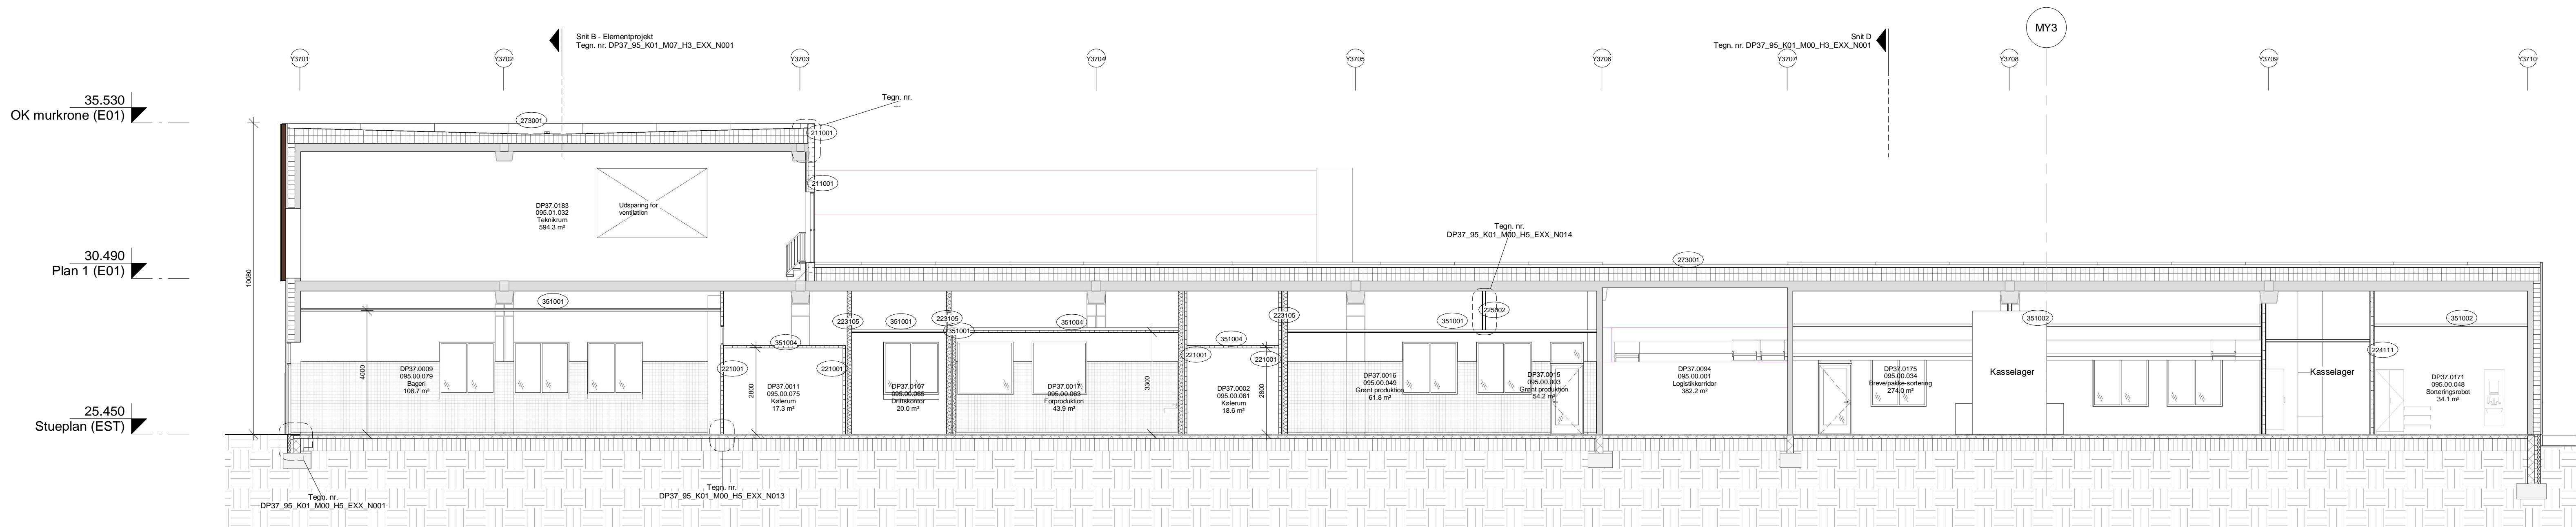 MY3
Snit B - Elementprojekt
Tegn. nr. DP37_95_K01_M07_H3_EXX_N001
Snit D
Tegn. nr. DP37_95_K01_M00_H3_EXX_N001
Y3701
Y3702
Y3703
Y3704
Y3705
Y3706
Y3707
Y3708
Y3709
Y3710
35.530
OK murkrone (E01)
Tegn. nr.
273001
211001
211001
DP37.0183
095.01.032
Teknikrum
594.3 m²
Udsparing for
ventilation
Tegn. nr.
DP37_95_K01_M00_H5_EXX_N014
30.490
Plan 1 (E01)
10080
273001
351001
223105
351001
223105
351001
351004
351004
351004
223105
351001
225002
351002
351002
221001
221001
221001
221001
224111
4000
2800
3300
2800
DP37.0009
095.00.079
Bageri
108.7 m²
DP37.0011
095.00.075
Kølerum
17.3 m²
DP37.0107
095.00.065
Driftskontor
20.0 m²
DP37.0017
095.00.063
Forproduktion
43.9 m²
DP37.0002
095.00.061
Kølerum
18.6 m²
DP37.0016
095.00.049
Grønt produktion
61.8 m²
DP37.0015
095.00.003
Grønt produktion
54.2 m²
DP37.0094
095.00.001
Logistikkorridor
382.2 m²
DP37.0175
095.00.034
Breve/pakke-sortering
274.0 m²
Kasselager
Kasselager
DP37.0171
095.00.048
Sorteringsrobot
34.1 m²
25.450
Stueplan (EST)
Tegn. nr.
DP37_95_K01_M00_H5_EXX_N001
Tegn. nr.
DP37_95_K01_M00_H5_EXX_N013